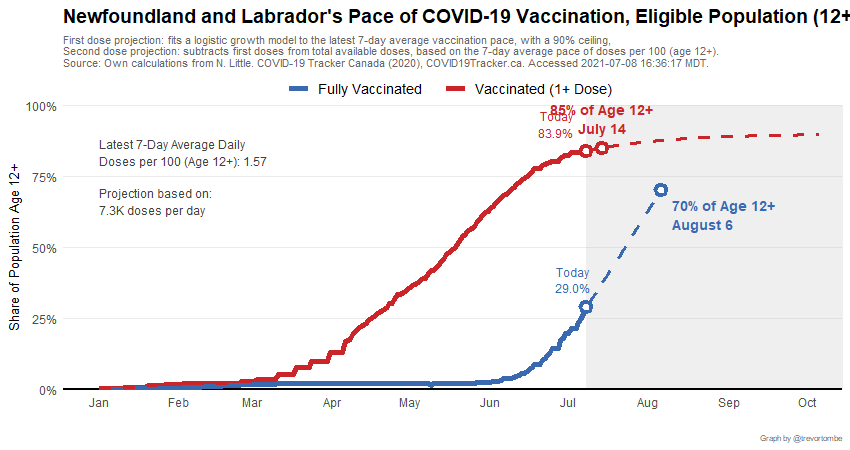 Newfoundland and Labrador's Pace of COVID-19 Vaccination, Eligible Population (12+
First dose projection: fits a logistic growth model to the latest 7-day average vaccination pace, with a 90% ceiling,
Second dose projection: subtracts first doses from total available doses, based on the 7-day average pace of doses per 100 (age 12+).
Source: Own calculations from N. Little. COVID-19 Tracker Canada (2020), COVID19Tracker.ca. Accessed 2021-07-08 16:36:17 MDT.
Fully Vaccinated Vaccinated (1+ Dose)
100%
75%
50%
25%
0%
Share of Population Age 12+
Latest 7-Day Average Daily
Doses per 100 (Age 12+): 1.57
Projection based on:
7.3K doses per day
Today
83.9%
85% of Age 12+
July 14
70% of Age 12+
August 6
Today
29.0%
Jan Feb Mar Apr May Jun Jul Aug Sep Oct
Graph by @trevortombe